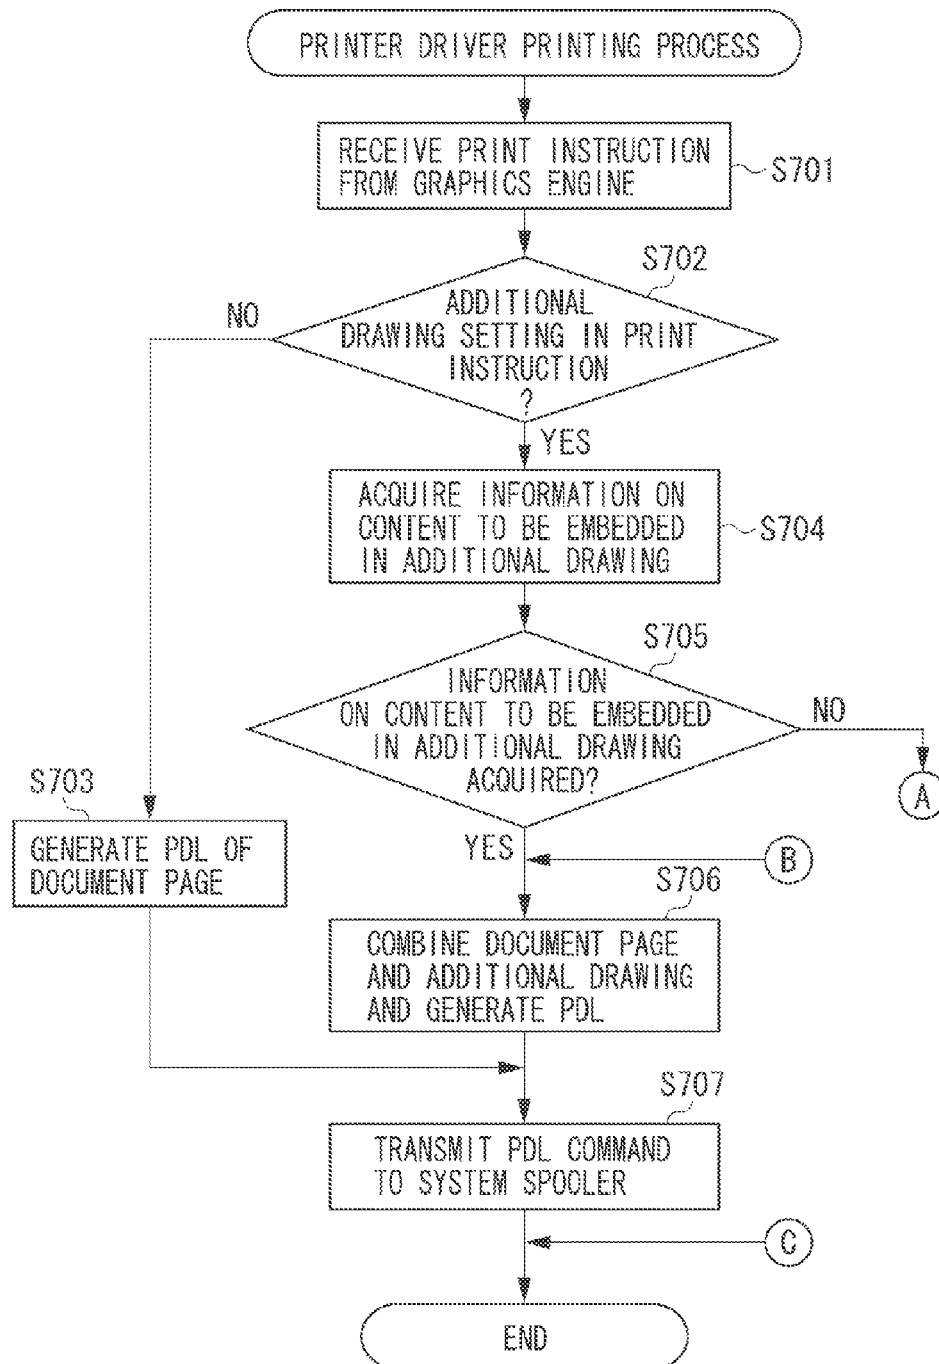 PRINTER DRIVER PRINTING PROCESS
RECEIVE PRINT INSTRUCTION
FROM GRAPHICS ENGINE
S701
S702
ADDITIONAL
DRAWING SETTING IN PRINT
INSTRUCTION
?
NO
YES
ACQUIRE INFORMATION ON
CONTENT TO BE EMBEDDED
IN ADDITIONAL DRAWING
S704
S705
INFORMATION
ON CONTENT TO BE EMBEDDED
IN ADDITIONAL DRAWING
ACQUIRED?
NO
A
S703
GENERATE PDL OF
DOCUMENT PAGE
YES
B
S706
COMBINE DOCUMENT PAGE
AND ADDITIONAL DRAWING
AND GENERATE PDL
S707
TRANSMIT PDL COMMAND
TO SYSTEM SPOOLER
C
END